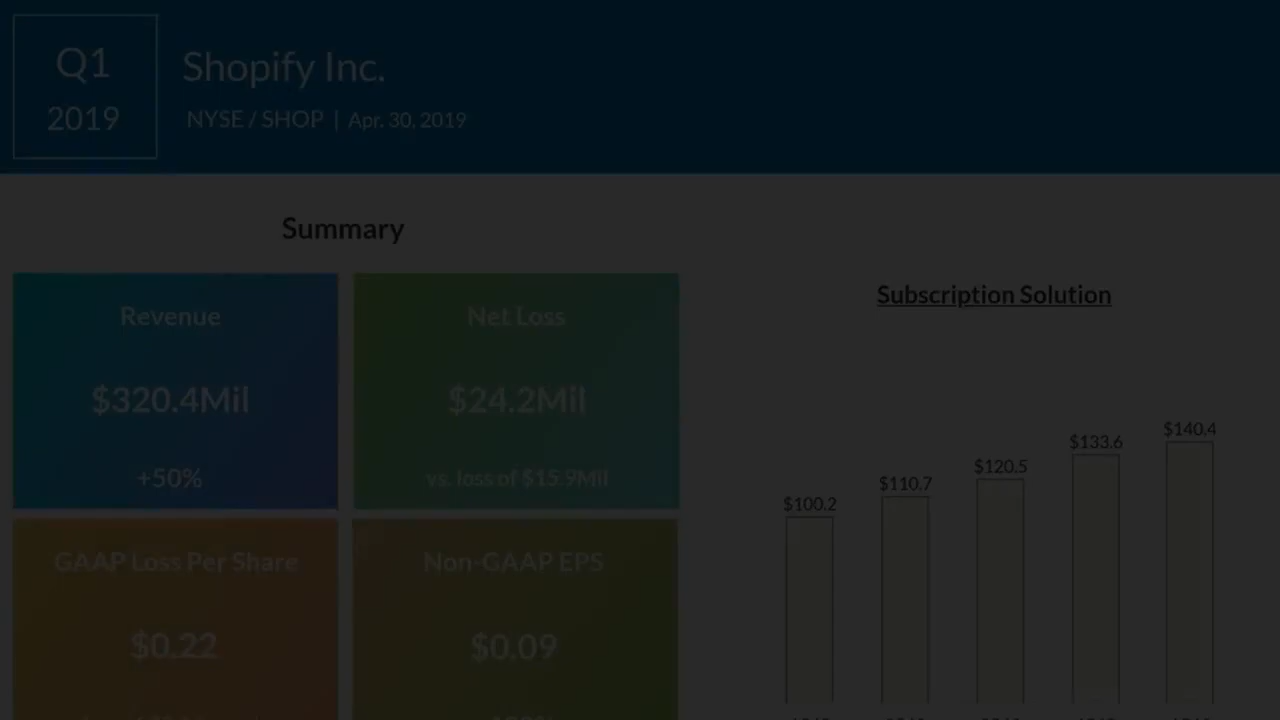 Q1
2019
Shopify Inc.
NYSE / SHOP | Apr. 30, 2019
Summary
Revenue
$320.4Mil
+50%
Net Loss
$24.2Mil
vs. loss of $15.9Mil
GAAP Loss Per Share
$0.22
Non-GAAP EPS
$0.09
Subscription Solution
$100.2
$110.7
$120.5
$133.6
$140.4